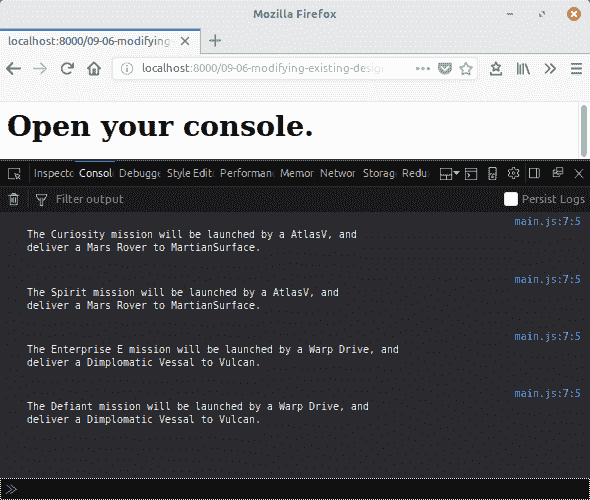 Mozilla Firefox
localhost:8000/09-06-modifying
localhost:8000/09-06-modifying-existing-desig
Open your console.
Inspecto Consol Debugge Style Edit Performan Memor Networ Storag Redu
Filter output Persist Logs
main.js:7:5
The Curiosity mission will be launched by a AtlasV, and
deliver a Mars Rover to MartianSurface.
main.js:7:5
The Spirit mission will be launched by a AtlasV, and
deliver a Mars Rover to MartianSurface.
main.js:7:5
The Enterprise E mission will be launched by a Warp Drive, and
deliver a Dimplomatic Vessal to Vulcan.
main.js:7:5
The Defiant mission will be launched by a Warp Drive, and
deliver a Dimplomatic Vessal to Vulcan.